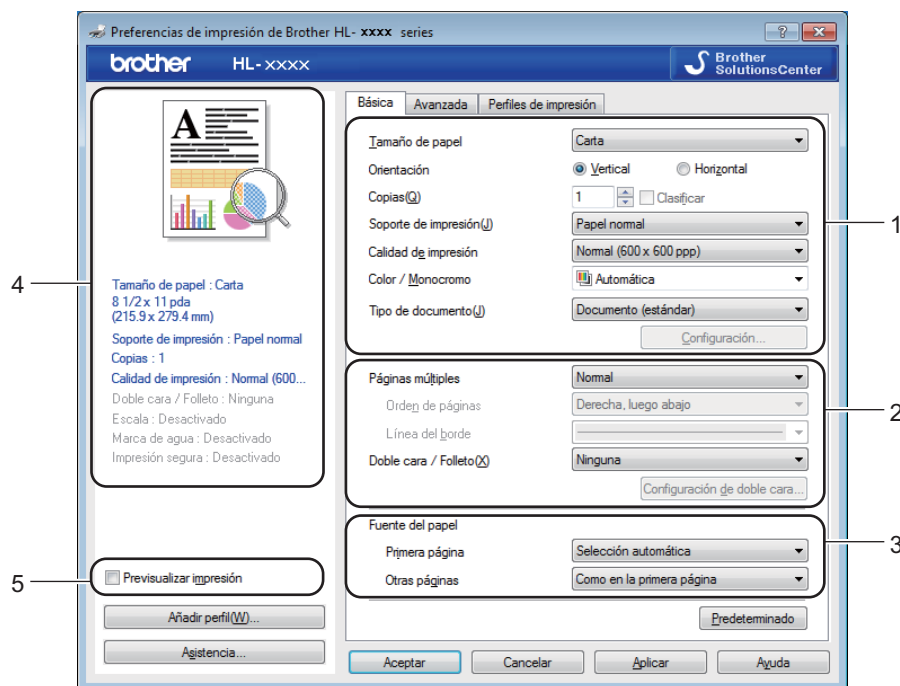 Preferencias de impresión de Brother HL- xxxx series
brother HL-xxxx
Brother
SolutionsCenter
A
Tamaño de papel : Carta
8 1/2 x 11 pda
(215.9 x 279.4 mm)
Soporte de impresión : Papel normal
Copias : 1
Calidad de impresión : Normal (600...
Doble cara / Folleto : Ninguna
Escala : Desactivado
Marca de agua : Desactivado
Impresión segura : Desactivado
4
Previsualizar impresión
5
Añadir perfil(W)...
Asistencia...
Básica Avanzada Perfiles de impresión
Tamaño de papel Carta
Orientación Vertical Horizontal
Copias(Q) 1 Clasificar
Soporte de impresión(J) Papel normal
1
Calidad de impresión Normal (600 x 600 ppp)
Color / Monocromo Automática
Tipo de documento(J) Documento (estándar)
Configuración...
Páginas múltiples Normal
Orden de páginas Derecha, luego abajo
2
Línea del borde
Doble cara / Folleto(X) Ninguna
Configuración de doble cara...
Fuente del papel
Primera página Selección automática
3
Otras páginas Como en la primera página
Predeterminado
Aceptar Cancelar Aplicar Ayuda